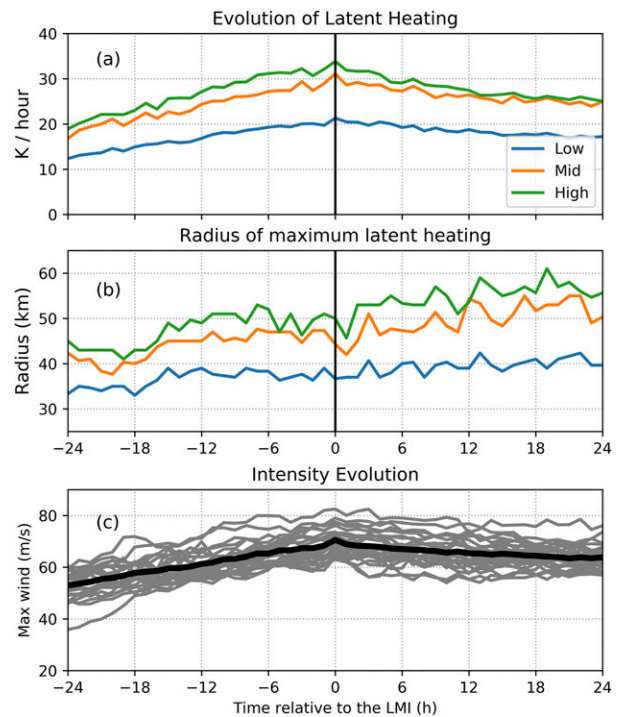 Evolution of Latent Heating
(a)
K / hour
40
30
20
10
0
Low
Mid
High
Radius of maximum latent heating
(b)
Radius (km)
60
50
40
30
−24 −18 −12 −6 0 6 12 18 24
Intensity Evolution
(c)
Max wind (m/s)
80
60
40
20
−24 −18 −12 −6 0 6 12 18 24
Time relative to the LMI (h)